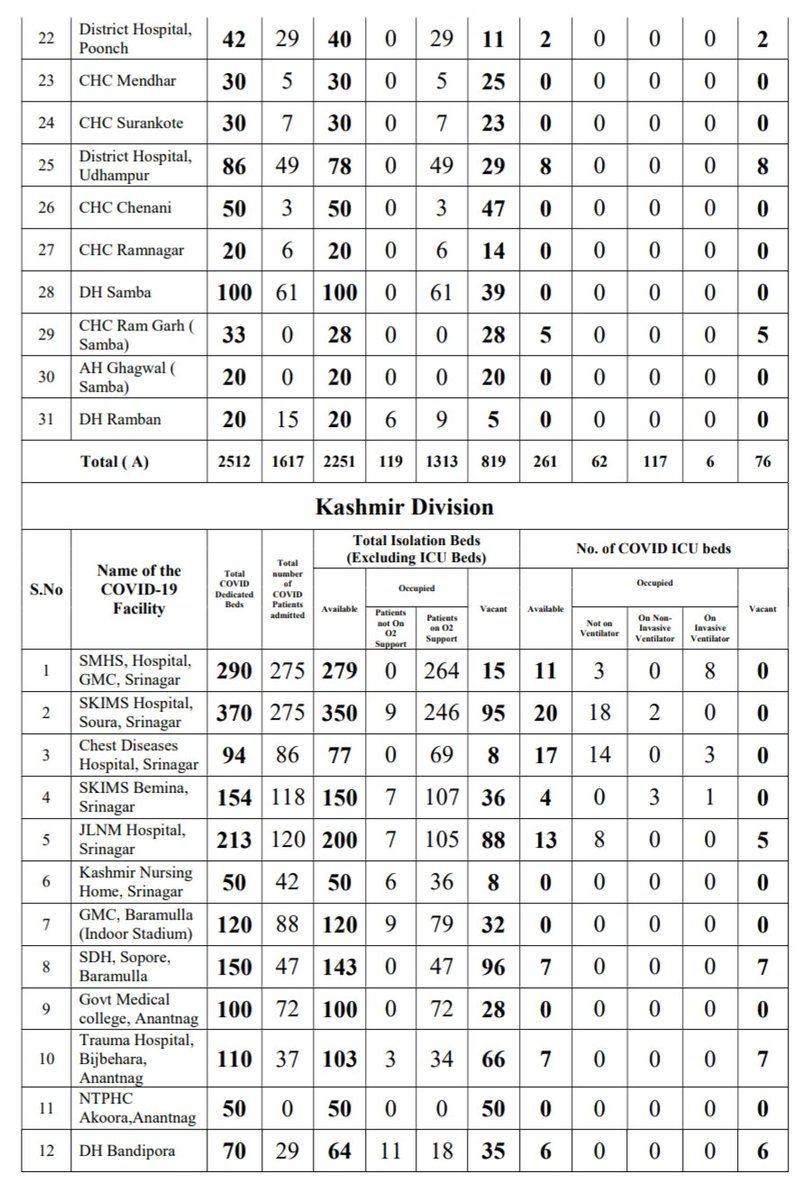 22 District Hospital, Poonch 42 29 40 0 29 11 2 0 0 0 2
23 CHC Mendhar 30 5 30 0 5 25 0 0 0 0 0
24 CHC Surankote 30 7 30 0 7 23 0 0 0 0 0
25 District Hospital, Udhampur 86 49 78 0 49 29 8 0 0 0 8
26 CHC Chenani 50 3 50 0 3 47 0 0 0 0 0
27 CHC Ramnagar 20 6 20 0 6 14 0 0 0 0 0
28 DH Samba 100 61 100 0 61 39 0 0 0 0 0
29 CHC Ram Garh ( Samba) 33 0 28 0 0 28 5 0 0 0 5
30 AH Ghagwal ( Samba) 20 0 20 0 0 20 0 0 0 0 0
31 DH Ramban 20 15 20 6 9 5 0 0 0 0 0
Total ( A) 2512 1617 2251 119 1313 819 261 62 117 6 76
Kashmir Division
S.No
Name of the COVID-19 Facility
Total COVID Dedicated Beds
Total number of COVID Patients admitted
Total Isolation Beds (Excluding ICU Beds)
Available
Occupied
Patients not On O2 Support
Patients on O2 Support
Vacant
No. of COVID ICU beds
Available
Occupied
Not on Ventilator
On Non-Invasive Ventilator
On Invasive Ventilator
Vacant
1 SMHS, Hospital, GMC, Srinagar 290 275 279 0 264 15 11 3 0 8 0
2 SKIMS Hospital, Soura, Srinagar 370 275 350 9 246 95 20 18 2 0 0
3 Chest Diseases Hospital, Srinagar 94 86 77 0 69 8 17 14 0 3 0
4 SKIMS Bemina, Srinagar 154 118 150 7 107 36 4 0 3 1 0
5 JLNM Hospital, Srinagar 213 120 200 7 105 88 13 8 0 0 5
6 Kashmir Nursing Home, Srinagar 50 42 50 6 36 8 0 0 0 0 0
7 GMC, Baramulla (Indoor Stadium) 120 88 120 9 79 32 0 0 0 0 0
8 SDH, Sopore, Baramulla 150 47 143 0 47 96 7 0 0 0 7
9 Govt Medical college, Anantnag 100 72 100 0 72 28 0 0 0 0 0
10 Trauma Hospital, Bijbehara, Anantnag 110 37 103 3 34 66 7 0 0 0 7
11 NTPHC Akoora,Anantnag 50 0 50 0 0 50 0 0 0 0 0
12 DH Bandipora 70 29 64 11 18 35 6 0 0 0 6